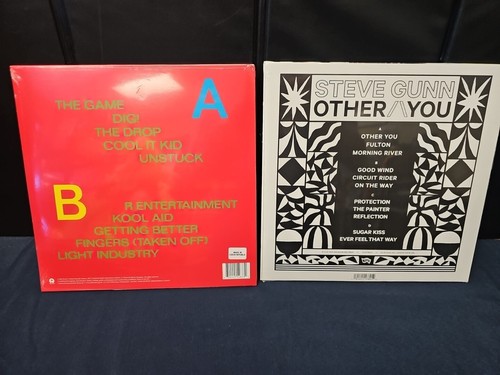 A
THE GAME
DIG!
THE DROP
COOL IT KID
UNSTUCK
B
R.ENTERTAINMENT
KOOL AID
GETTING BETTER
FINGERS (TAKEN OFF)
LIGHT INDUSTRY
STEVE GUNN
OTHER YOU
A
OTHER YOU
FULTON
MORNING RIVER
B
GOOD WIND
CIRCUIT RIDER
ON THE WAY
C
PROTECTION
THE PAINTER
REFLECTION
D
SUGAR KISS
EVER FEEL THAT WAY